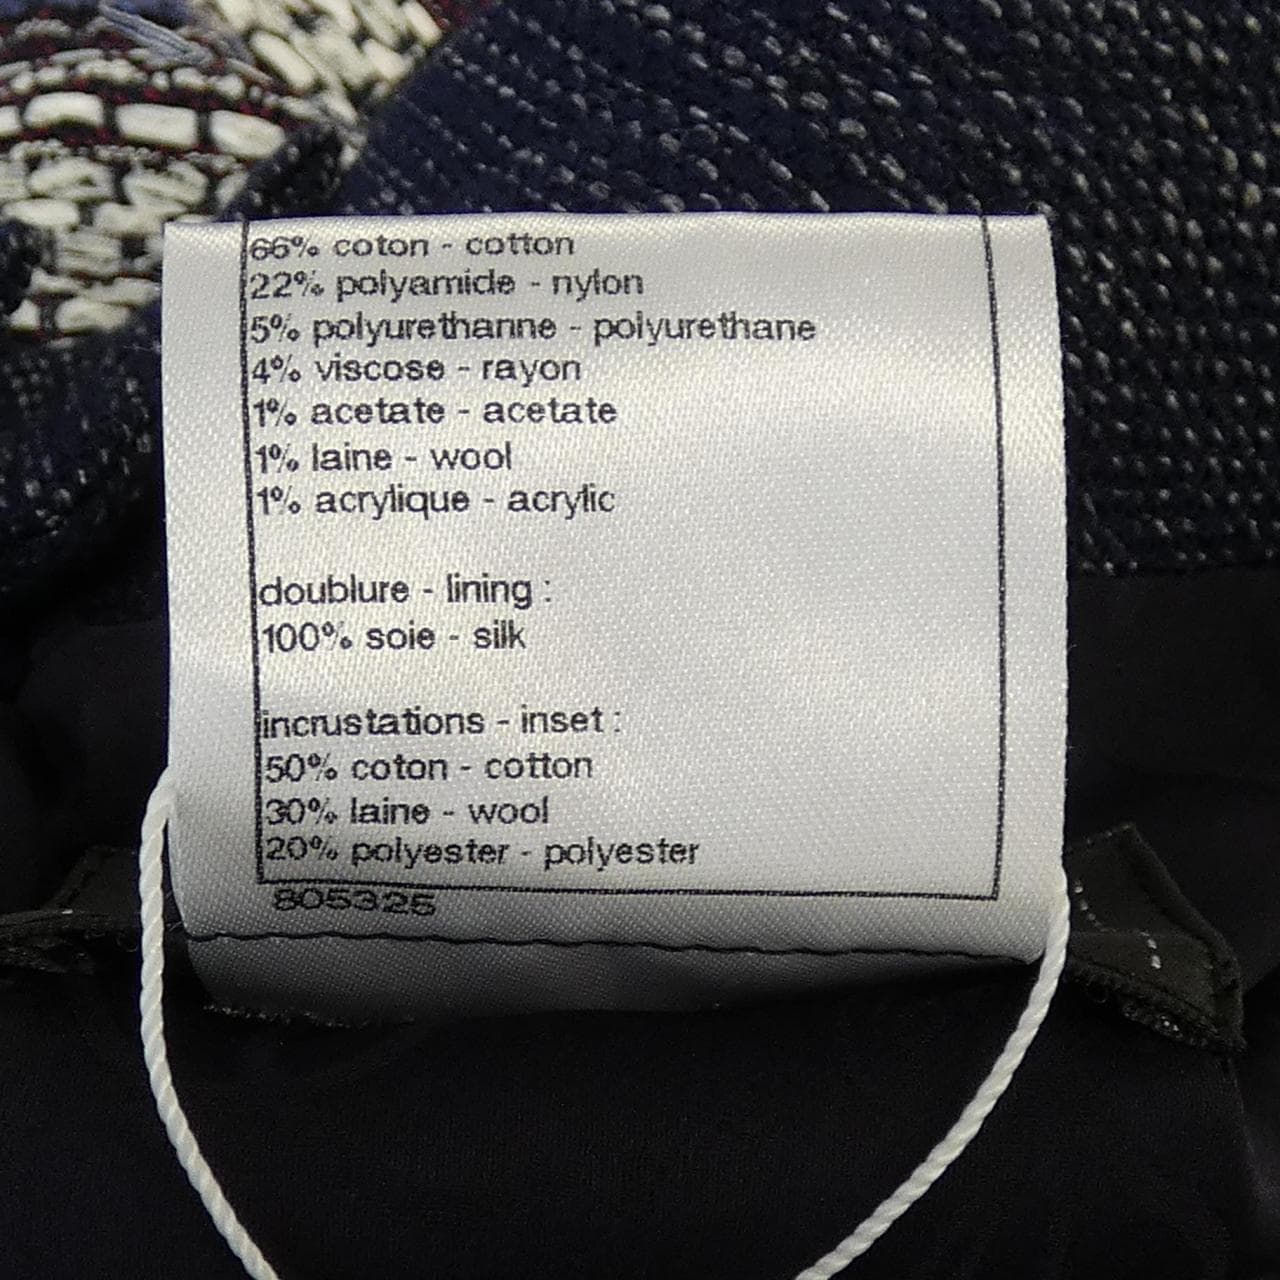 66% coton - cotton
22% polyamide - nylon
5% polyurethanne - polyurethane
4% viscose - rayon
1% acetate - acetate
1% laine - wool
1% acrylique - acrylic
doublure - lining :
100% soie - silk
incrustations - inset :
50% coton - cotton
30% laine - wool
20% polyester - polyester
805325